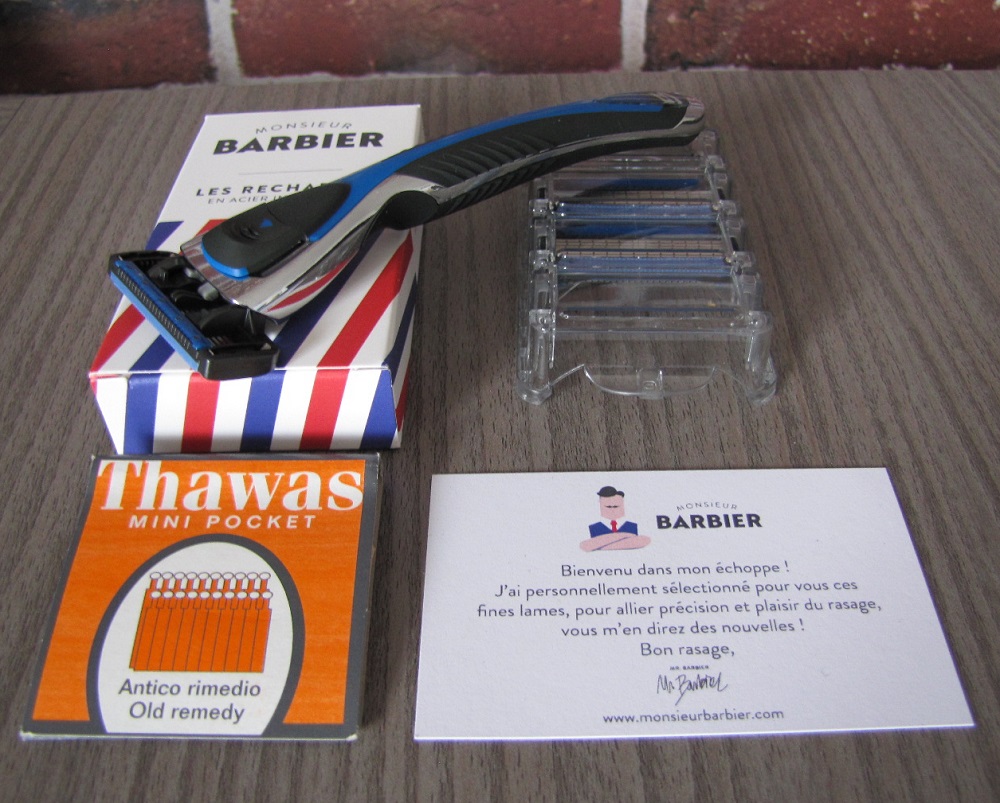 MONSIEUR
BARBIER
LES RECHA
EN ACIER
Thawas
MINI POCKET
Antico rimedio
Old remedy
MONSIEUR
BARBIER
Bienvenu dans mon échoppe !
J'ai personnellement sélectionné pour vous ces
fines lames, pour allier précision et plaisir du rasage,
vous m'en direz des nouvelles !
Bon rasage,
MR. BARBIER
Mr. Barbier
www.monsieurbarbier.com